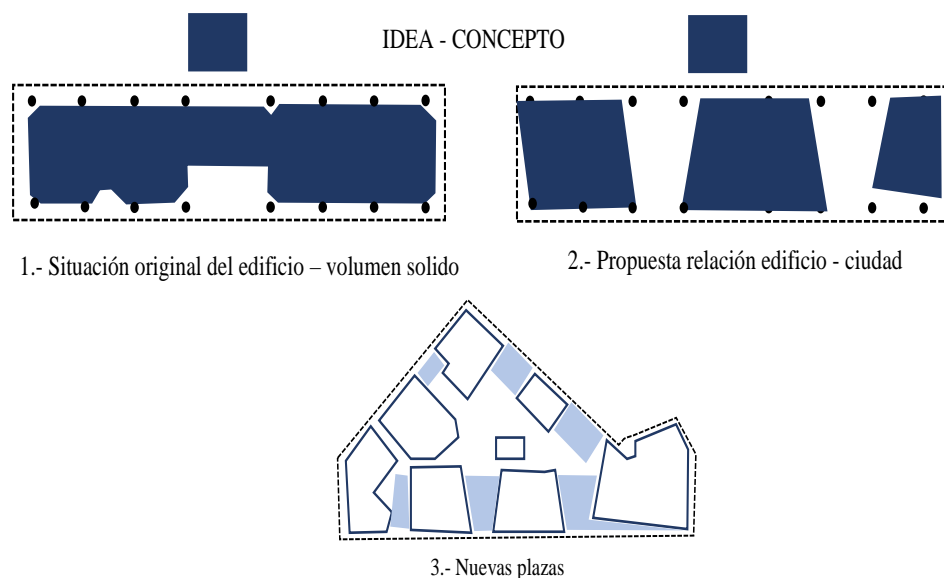 IDEA - CONCEPTO
1.- Situación original del edificio – volumen solido
2.- Propuesta relación edificio - ciudad
3.- Nuevas plazas